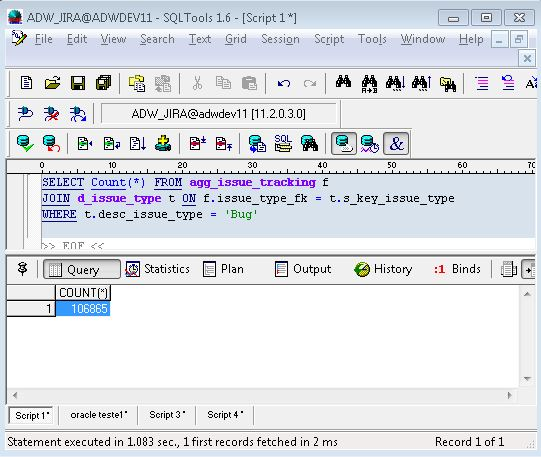 ADW_JIRA@ADWDEV11 - SQLTools 1.6 - [Script 1 *]
File Edit View Search Text Grid Session Script Tools Window Help
A+B
ADW_JIRA@adwdev11 [11.2.0.3.0]
SQL &
0 10 20 30 40 50 60 70
SELECT Count(*) FROM agg_issue_tracking f
JOIN d_issue_type t ON f.issue_type_fk = t.s_key_issue_type
WHERE t.desc_issue_type = 'Bug'
>> EOF <<
Query Statistics Plan Output History :1 Binds
COUNT(*)
1 106865
Script 1* oracle teste1* Script 3 * Script 4 *
Statement executed in 1.083 sec., 1 first records fetched in 2 ms Record 1 of 1